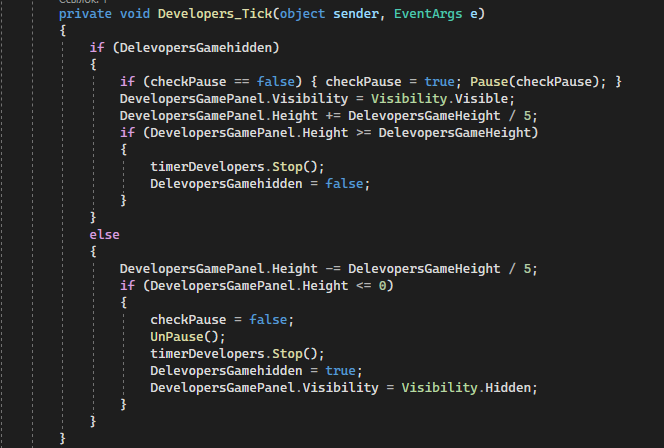 Ссылок: 1
private void Developers_Tick(object sender, EventArgs e)
{
if (DelevopersGamehidden)
{
if (checkPause == false) { checkPause = true; Pause(checkPause); }
DevelopersGamePanel.Visibility = Visibility.Visible;
DevelopersGamePanel.Height += DelevopersGameHeight / 5;
if (DevelopersGamePanel.Height >= DelevopersGameHeight)
{
timerDevelopers.Stop();
DelevopersGamehidden = false;
}
}
else
{
DevelopersGamePanel.Height -= DelevopersGameHeight / 5;
if (DevelopersGamePanel.Height <= 0)
{
checkPause = false;
UnPause();
timerDevelopers.Stop();
DelevopersGamehidden = true;
DevelopersGamePanel.Visibility = Visibility.Hidden;
}
}
}